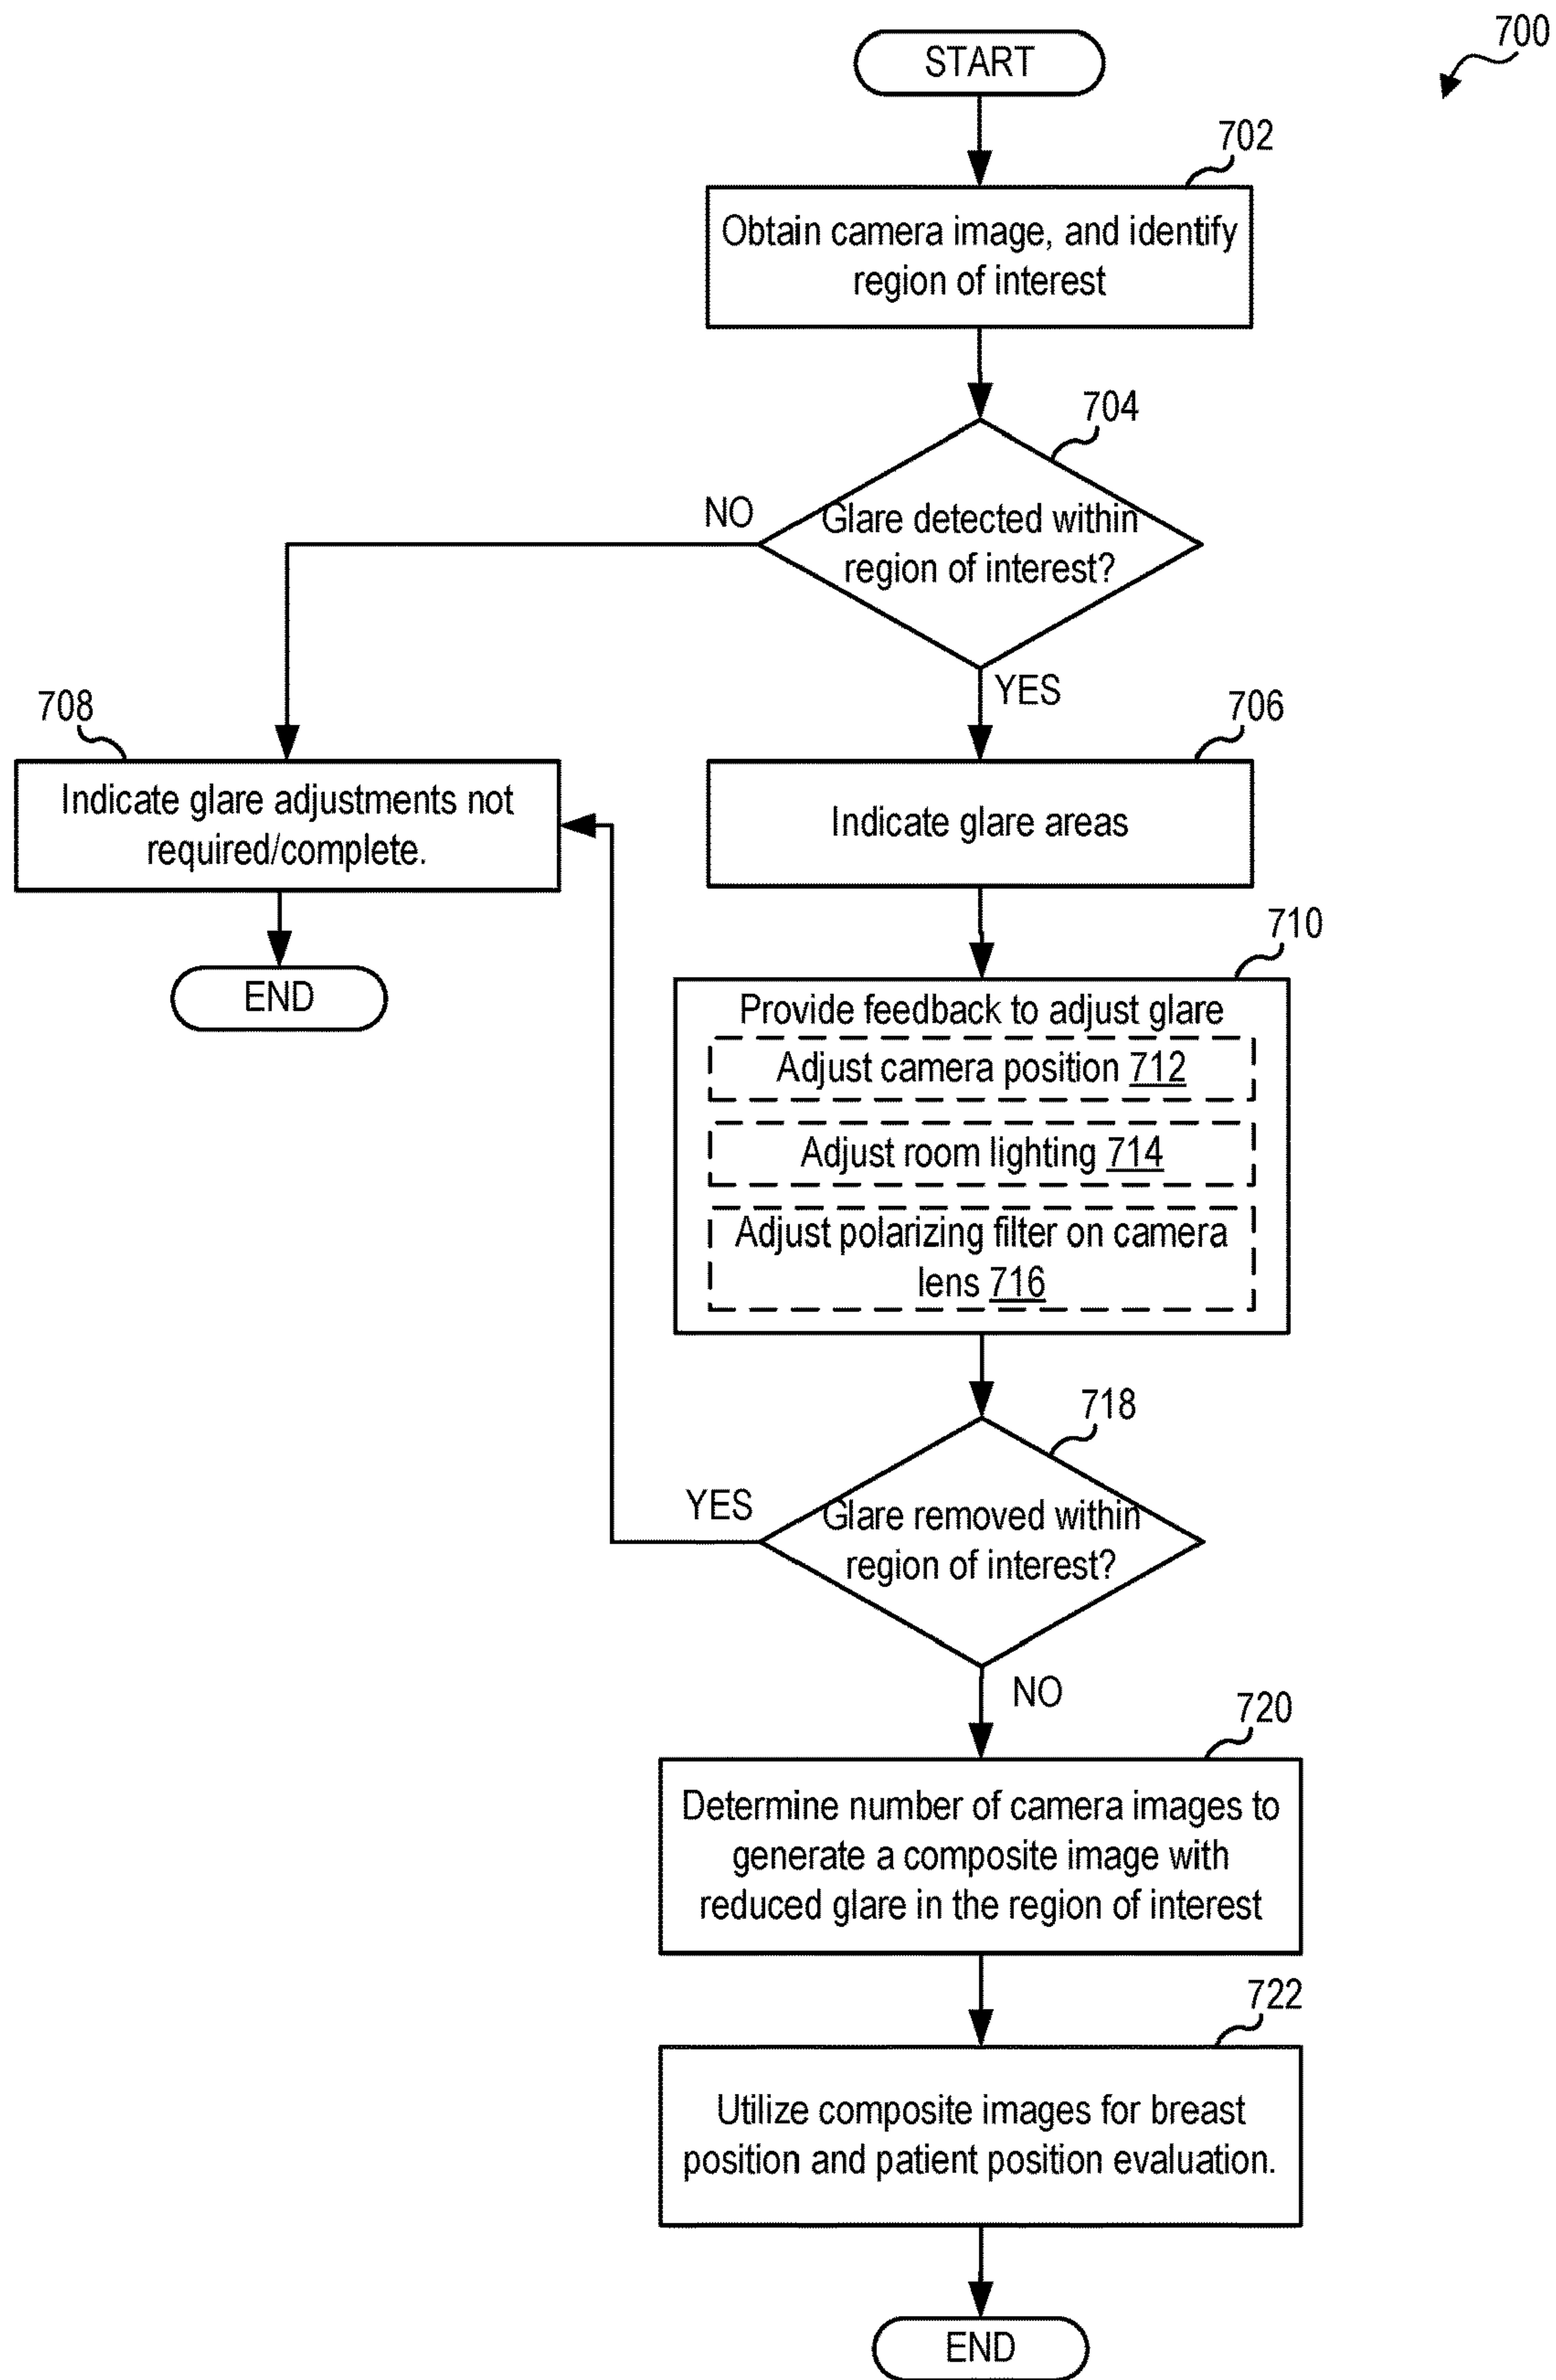 700
START
702
Obtain camera image, and identify
region of interest
704
NO
Glare detected within
region of interest?
YES
708
706
Indicate glare adjustments not
required/complete.
Indicate glare areas
710
END
Provide feedback to adjust glare
Adjust camera position 712
Adjust room lighting 714
Adjust polarizing filter on camera
lens 716
718
YES
Glare removed within
region of interest?
NO
720
Determine number of camera images to
generate a composite image with
reduced glare in the region of interest
722
Utilize composite images for breast
position and patient position evaluation.
END